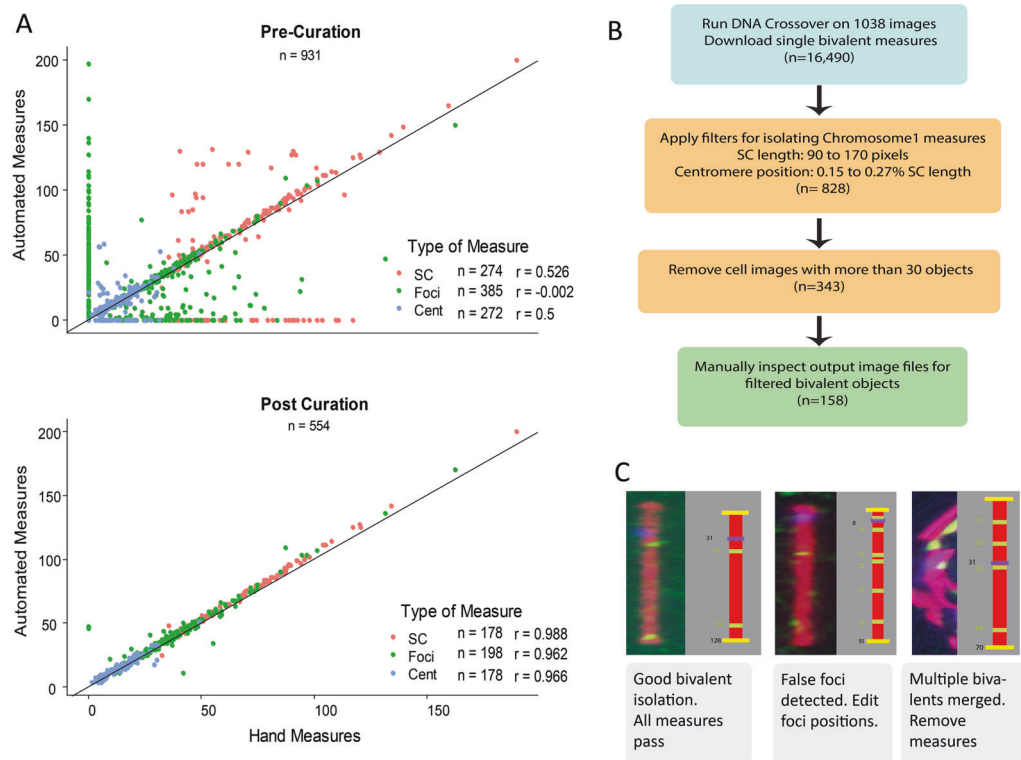 A
Pre-Curation
n = 931
Automated Measures
200
150
100
50
0
Type of Measure
SC n = 274 r = 0.526
Foci n = 385 r = -0.002
Cent n = 272 r = 0.5
Post Curation
n = 554
Automated Measures
200
150
100
50
0
Type of Measure
SC n = 178 r = 0.988
Foci n = 198 r = 0.962
Cent n = 178 r = 0.966
0 50 100 150
Hand Measures
B
Run DNA Crossover on 1038 images
Download single bivalent measures
(n=16,490)
Apply filters for isolating Chromosome1 measures
SC length: 90 to 170 pixels
Centromere position: 0.15 to 0.27% SC length
(n= 828)
Remove cell images with more than 30 objects
(n=343)
Manually inspect output image files for
filtered bivalent objects
(n=158)
C
31
128
8
91
31
70
Good bivalent
isolation.
All measures
pass
False foci
detected. Edit
foci positions.
Multiple biva-
lents merged.
Remove
measures